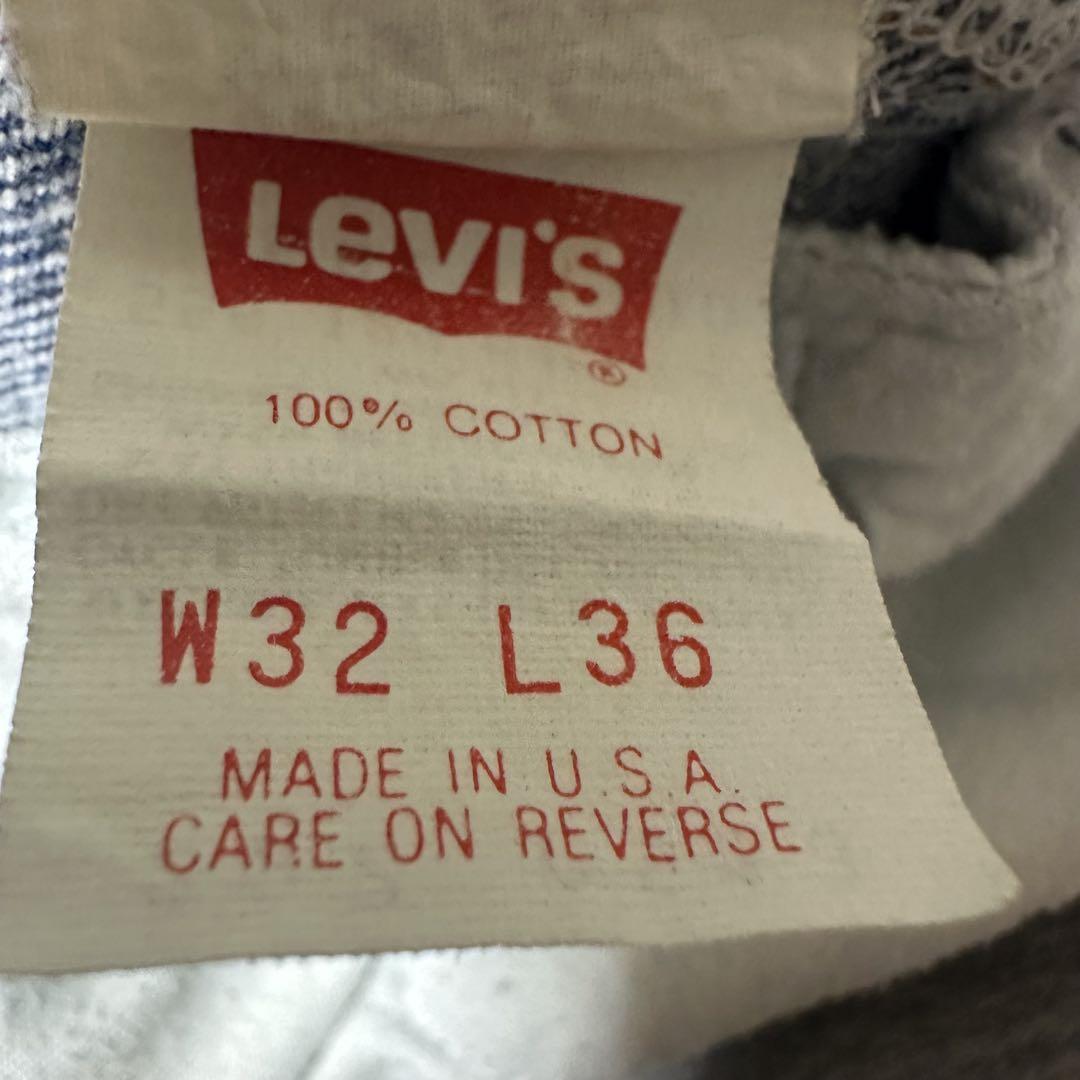 Levi's
®
100% COTTON
W32 L36
MADE IN U.S.A.
CARE ON REVERSE